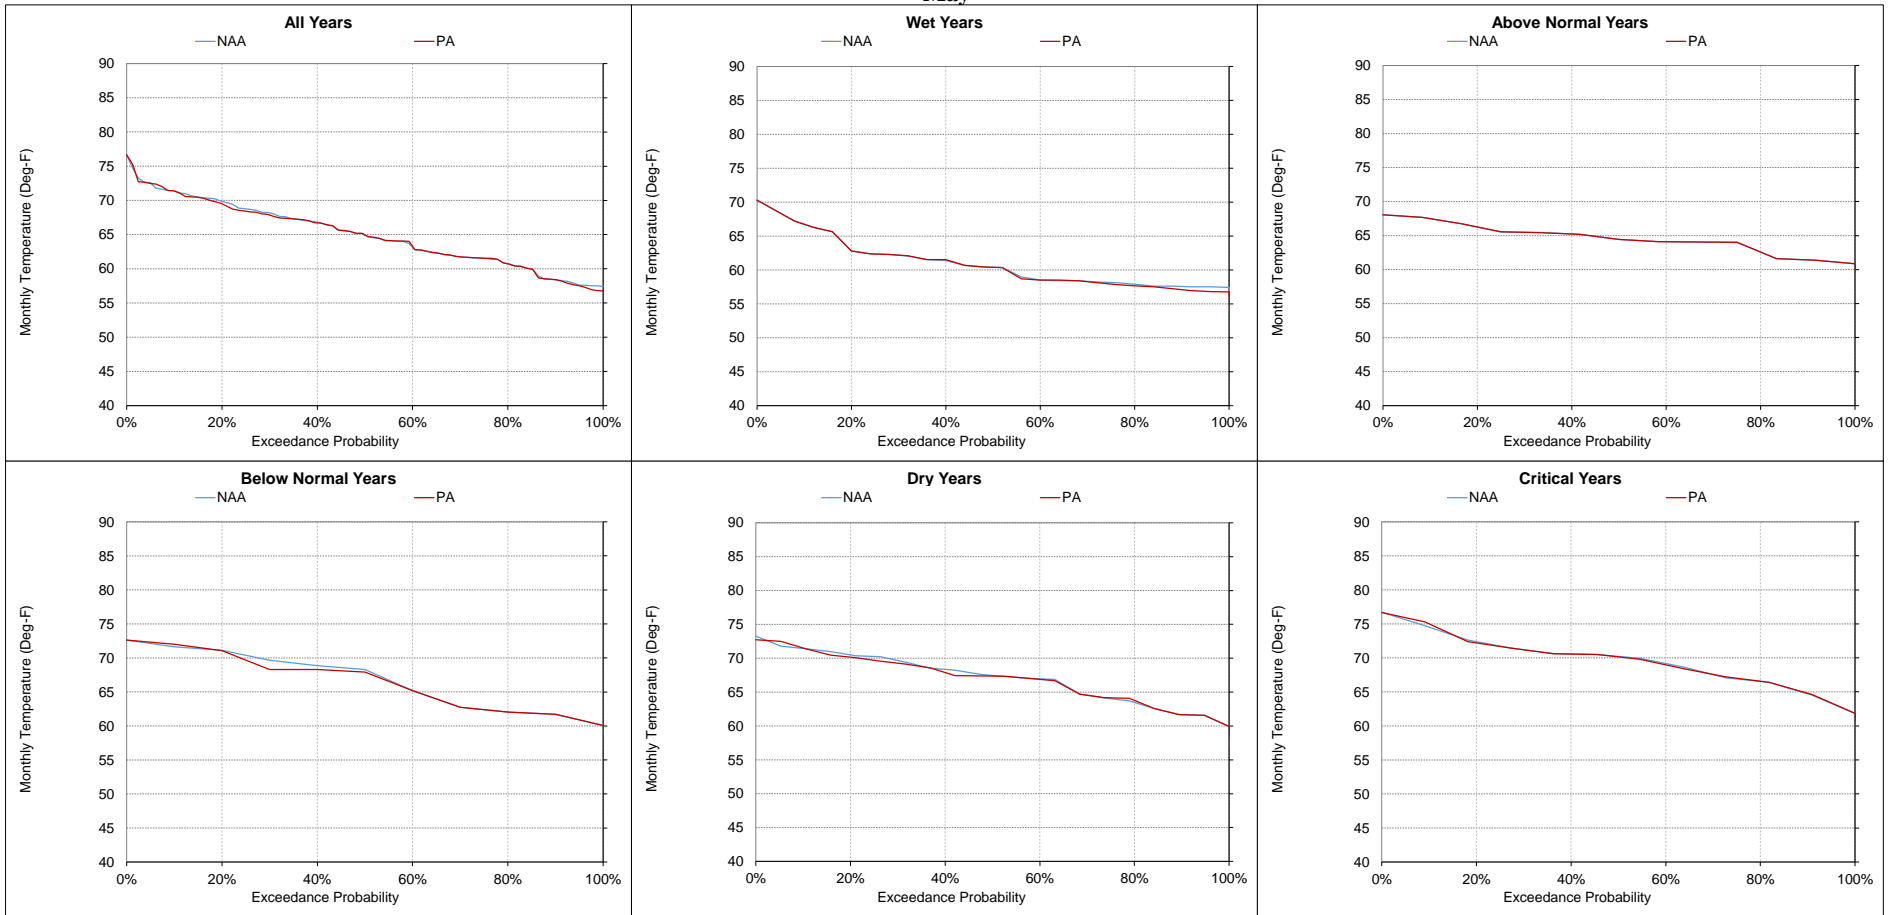 All Years
NAA PA
90
85
80
75
70
65
60
55
50
45
40
Monthly Temperature (Deg-F)
0% 20% 40% 60% 80% 100%
Exceedance Probability
Wet Years
NAA PA
90
85
80
75
70
65
60
55
50
45
40
Monthly Temperature (Deg-F)
0% 20% 40% 60% 80% 100%
Exceedance Probability
Above Normal Years
NAA PA
90
85
80
75
70
65
60
55
50
45
40
Monthly Temperature (Deg-F)
0% 20% 40% 60% 80% 100%
Exceedance Probability
Below Normal Years
NAA PA
90
85
80
75
70
65
60
55
50
45
40
Monthly Temperature (Deg-F)
0% 20% 40% 60% 80% 100%
Exceedance Probability
Dry Years
NAA PA
90
85
80
75
70
65
60
55
50
45
40
Monthly Temperature (Deg-F)
0% 20% 40% 60% 80% 100%
Exceedance Probability
Critical Years
NAA PA
90
85
80
75
70
65
60
55
50
45
40
Monthly Temperature (Deg-F)
0% 20% 40% 60% 80% 100%
Exceedance Probability